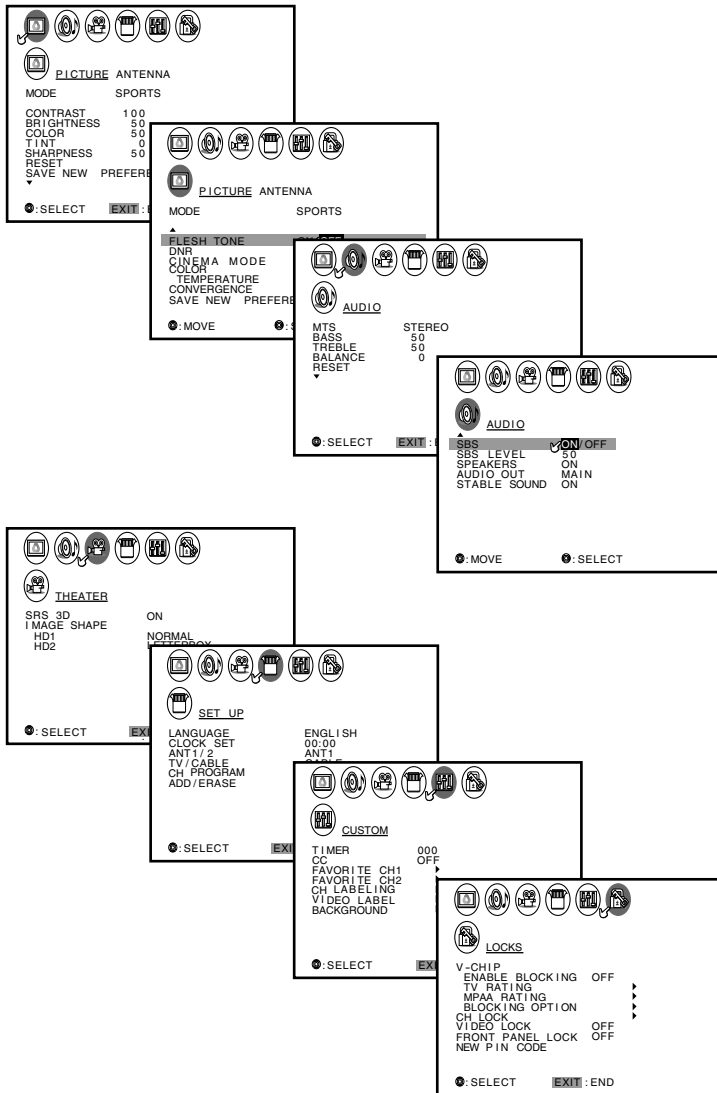 PICTURE ANTENNA
MODE SPORTS
CONTRAST 100
BRIGHTNESS 50
COLOR 50
TINT 0
SHARPNESS 50
RESET
SAVE NEW
:SELECT EXIT :
PICTURE ANTENNA
MODE SPORTS
FLESH TONE
DNR
CINEMA MODE
COLOR
TEMPERATURE
CONVERGENCE
SAVE NEW
:MOVE :
AUDIO
MTS STEREO
BASS 50
TREBLE 50
BALANCE 0
RESET
:SELECT EXIT :
AUDIO
SBS ON/OFF
SBS LEVEL 50
SPEAKERS ON
AUDIO OUT MAIN
STABLE SOUND ON
:MOVE :SELECT
THEATER
SRS 3D ON
IMAGE SHAPE
HD1 NORMAL
HD2 LETTERBOX
:SELECT
SET UP
LANGUAGE ENGLISH
CLOCK SET 00:00
ANT1/2 ANT1
TV/CABLE CABLE
CH PROGRAM
ADD/ERASE
:SELECT
CUSTOM
TIMER 000
CC OFF
FAVORITE CH1
FAVORITE CH2
CH LABELING
VIDEO LABEL
BACKGROUND
:SELECT
LOCKS
V-CHIP
ENABLE BLOCKING OFF
TV RATING
MPAA RATING
BLOCKING OPTION
CH LOCK
VIDEO LOCK OFF
FRONT PANEL LOCK OFF
NEW PIN CODE
:SELECT EXIT :END